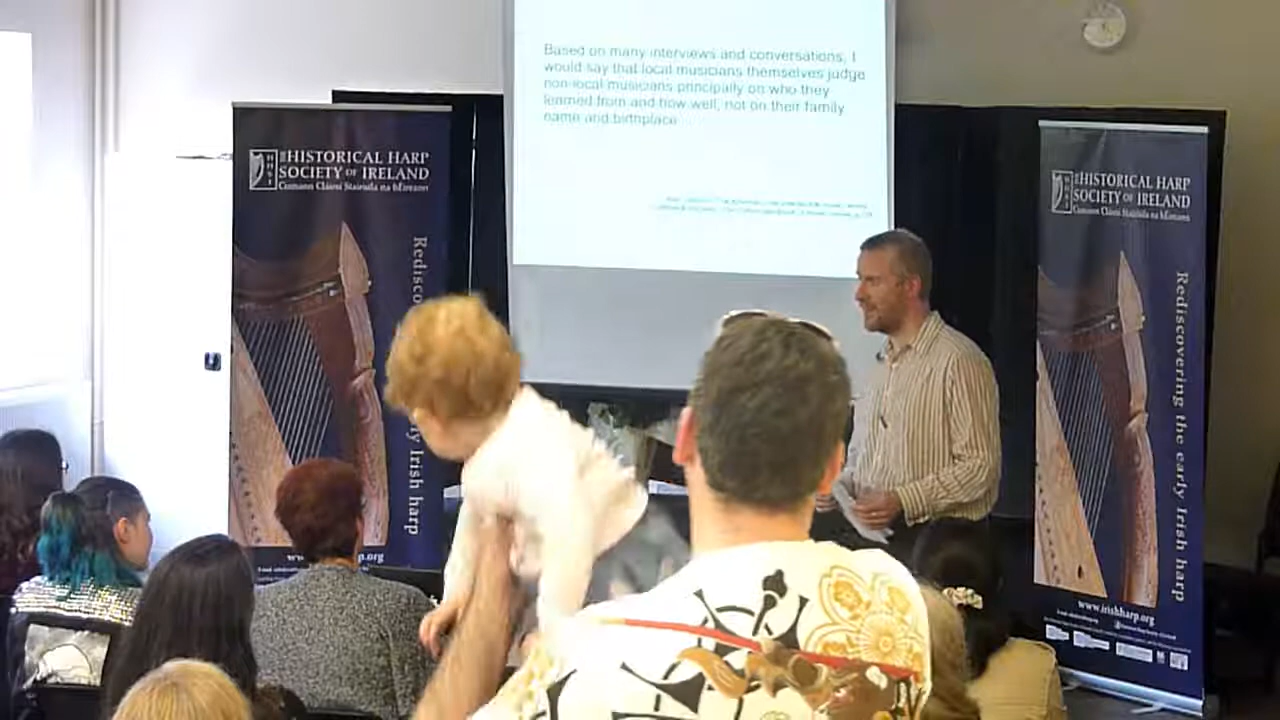 Based on many interviews and conversations, I
would say that local musicians themselves judge
non-local musicians principally on who they
learned from and how well, not on their family
name and birthplace
THE HISTORICAL HARP
SOCIETY OF IRELAND
Cumann Cláirsí Stairiúla na hÉireann
Redisco
ly Irish harp
THE HISTORICAL HARP
SOCIETY OF IRELAND
Cumann Cláirsí Stairiúla na hÉireann
Rediscovering the early Irish harp
www.irishharp.org